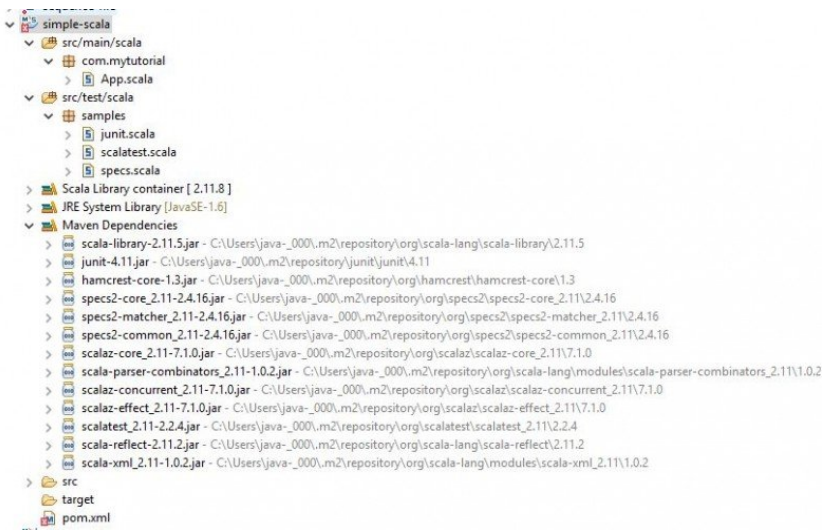 simple-scala
src/main/scala
com.mytutorial
App.scala
src/test/scala
samples
junit.scala
scalatest.scala
specs.scala
Scala Library container [ 2.11.8 ]
JRE System Library [JavaSE-1.6]
Maven Dependencies
scala-library-2.11.5.jar - C:\Users\java-_000\.m2\repository\org\scala-lang\scala-library\2.11.5
junit-4.11.jar - C:\Users\java-_000\.m2\repository\junit\junit\4.11
hamcrest-core-1.3.jar - C:\Users\java-_000\.m2\repository\org\hamcrest\hamcrest-core\1.3
specs2-core_2.11-2.4.16.jar - C:\Users\java-_000\.m2\repository\org\specs2\specs2-core_2.11\2.4.16
specs2-matcher_2.11-2.4.16.jar - C:\Users\java-_000\.m2\repository\org\specs2\specs2-matcher_2.11\2.4.16
specs2-common_2.11-2.4.16.jar - C:\Users\java-_000\.m2\repository\org\specs2\specs2-common_2.11\2.4.16
scalaz-core_2.11-7.1.0.jar - C:\Users\java-_000\.m2\repository\org\scalaz\scalaz-core_2.11\7.1.0
scala-parser-combinators_2.11-1.0.2.jar - C:\Users\java-_000\.m2\repository\org\scala-lang\modules\scala-parser-combinators_2.11\1.0.2
scalaz-concurrent_2.11-7.1.0.jar - C:\Users\java-_000\.m2\repository\org\scalaz\scalaz-concurrent_2.11\7.1.0
scalaz-effect_2.11-7.1.0.jar - C:\Users\java-_000\.m2\repository\org\scalaz\scalaz-effect_2.11\7.1.0
scalatest_2.11-2.2.4.jar - C:\Users\java-_000\.m2\repository\org\scalatest\scalatest_2.11\2.2.4
scala-reflect-2.11.2.jar - C:\Users\java-_000\.m2\repository\org\scala-lang\scala-reflect\2.11.2
scala-xml_2.11-1.0.2.jar - C:\Users\java-_000\.m2\repository\org\scala-lang\modules\scala-xml_2.11\1.0.2
src
target
pom.xml